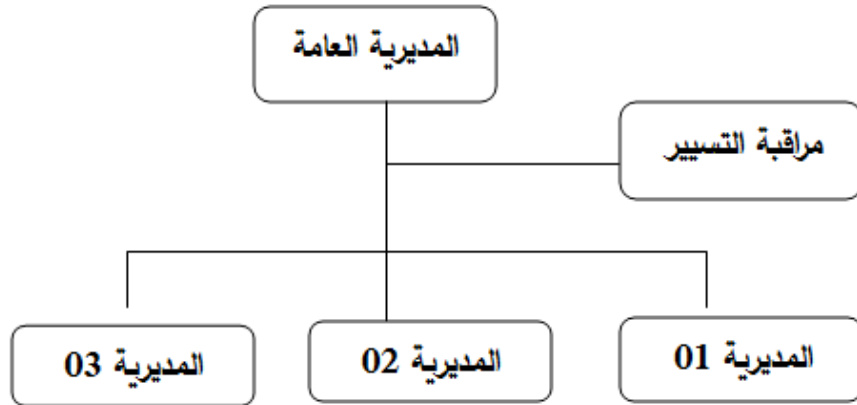 المديرية العامة
مراقبة التسيير
المديرية 01
المديرية 02
المديرية 03